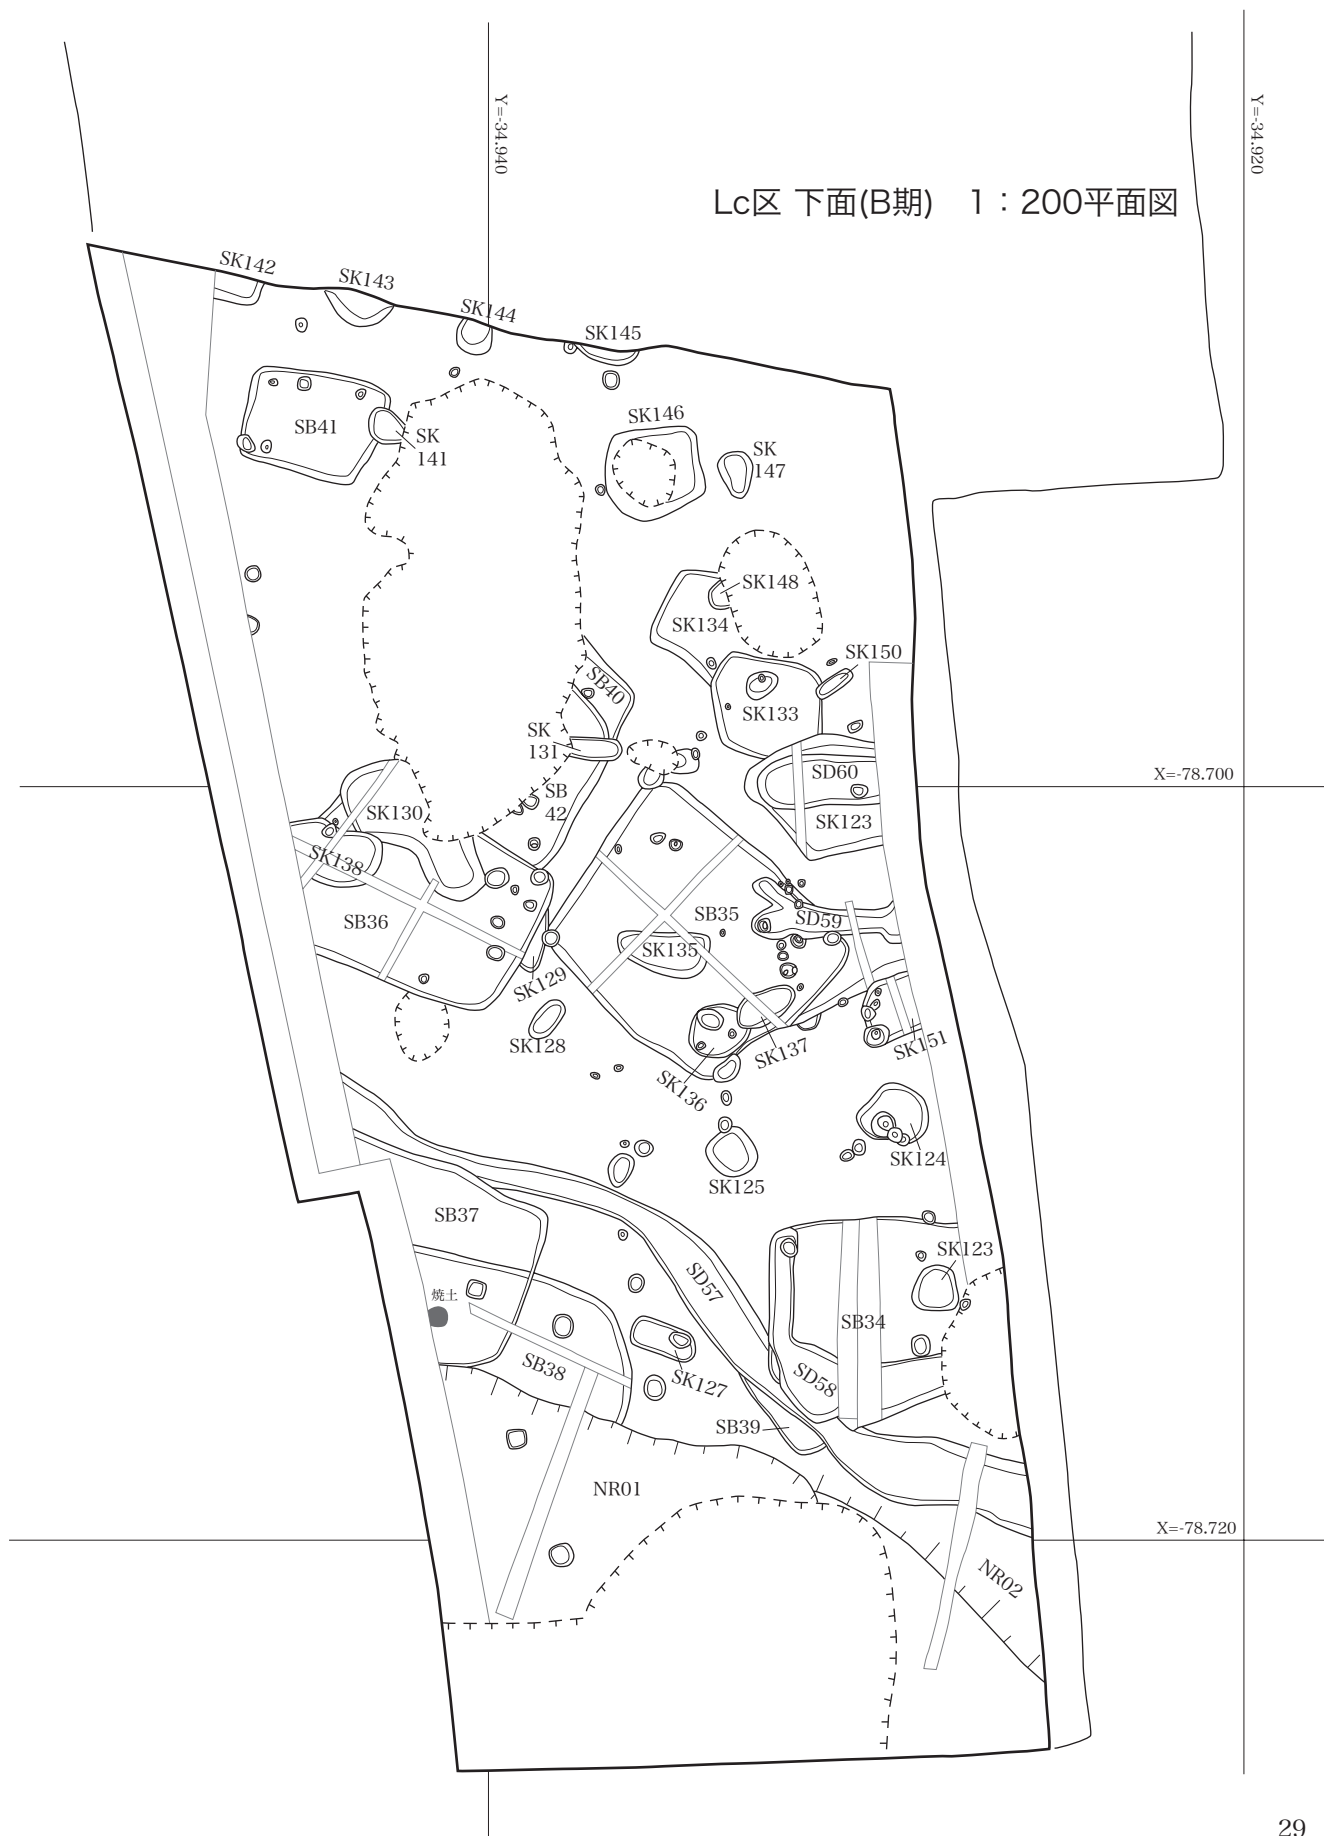 Y=-34.940
Y=-34.920
Lc区 下面(B期) 1：200平面図
SK142
SK143
SK144
SK145
SB41
SK
141
SK146
SK
147
SK148
SK134
SK150
SB40
SK133
SK
131
X=-78.700
SD60
SB
42
SK130
SK123
SK138
SB36
SB35
SD59
SK135
SK129
SK128
SK137
SK151
SK136
SK124
SK125
SB37
SK123
SD57
焼土
SB34
SB38
SK127
SD58
SB39
NR01
X=-78.720
NR02
29